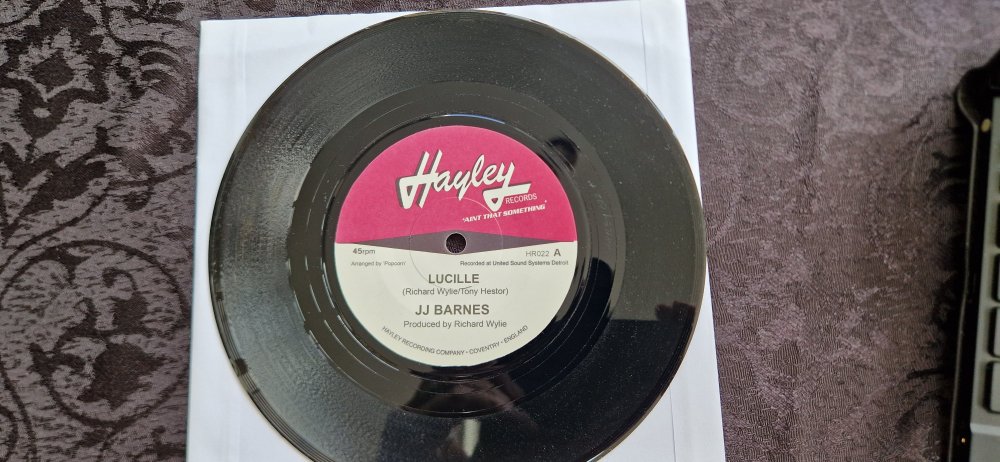 Hayley
RECORDS
'AINT THAT SOMETHING'
45rpm
HR022 A
Arranged by 'Popcorn'
Recorded at United Sound Systems Detroit
LUCILLE
(Richard Wylie/Tony Hestor)
JJ BARNES
Produced by Richard Wylie
HAYLEY RECORDING COMPANY • COVENTRY • ENGLAND